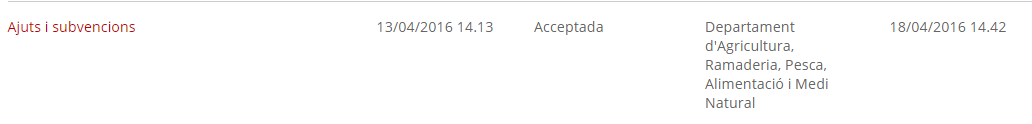 Ajuts i subvencions 13/04/2016 14.13 Acceptada Departament 18/04/2016 14.42
d'Agricultura,
Ramaderia, Pesca,
Alimentació i Medi
Natural